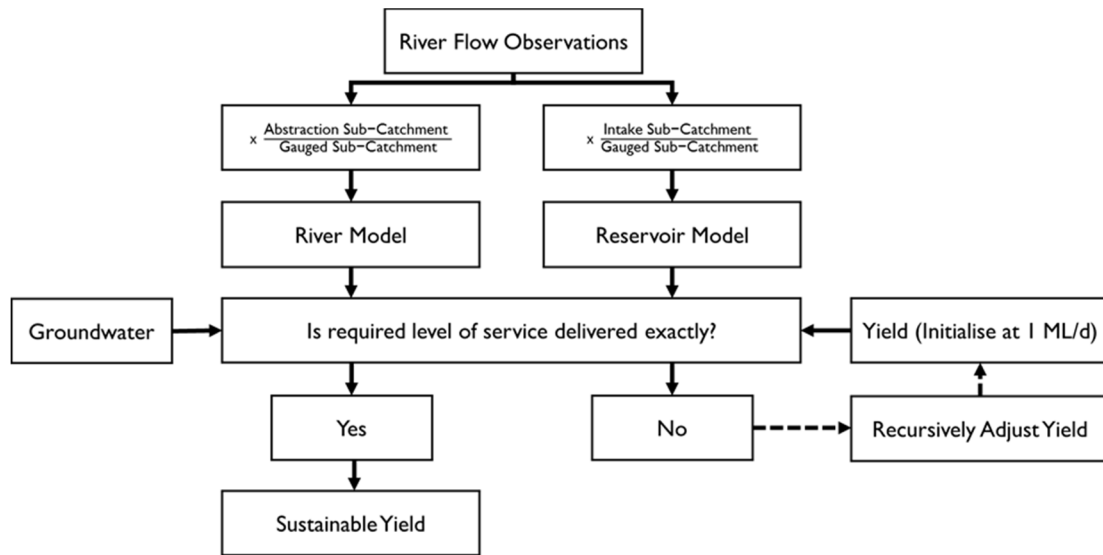 River Flow Observations
x Abstraction Sub−Catchment
Gauged Sub−Catchment
x Intake Sub−Catchment
Gauged Sub−Catchment
River Model
Reservoir Model
Groundwater
Is required level of service delivered exactly?
Yield (Initialise at 1 ML/d)
Yes
No
Recursively Adjust Yield
Sustainable Yield